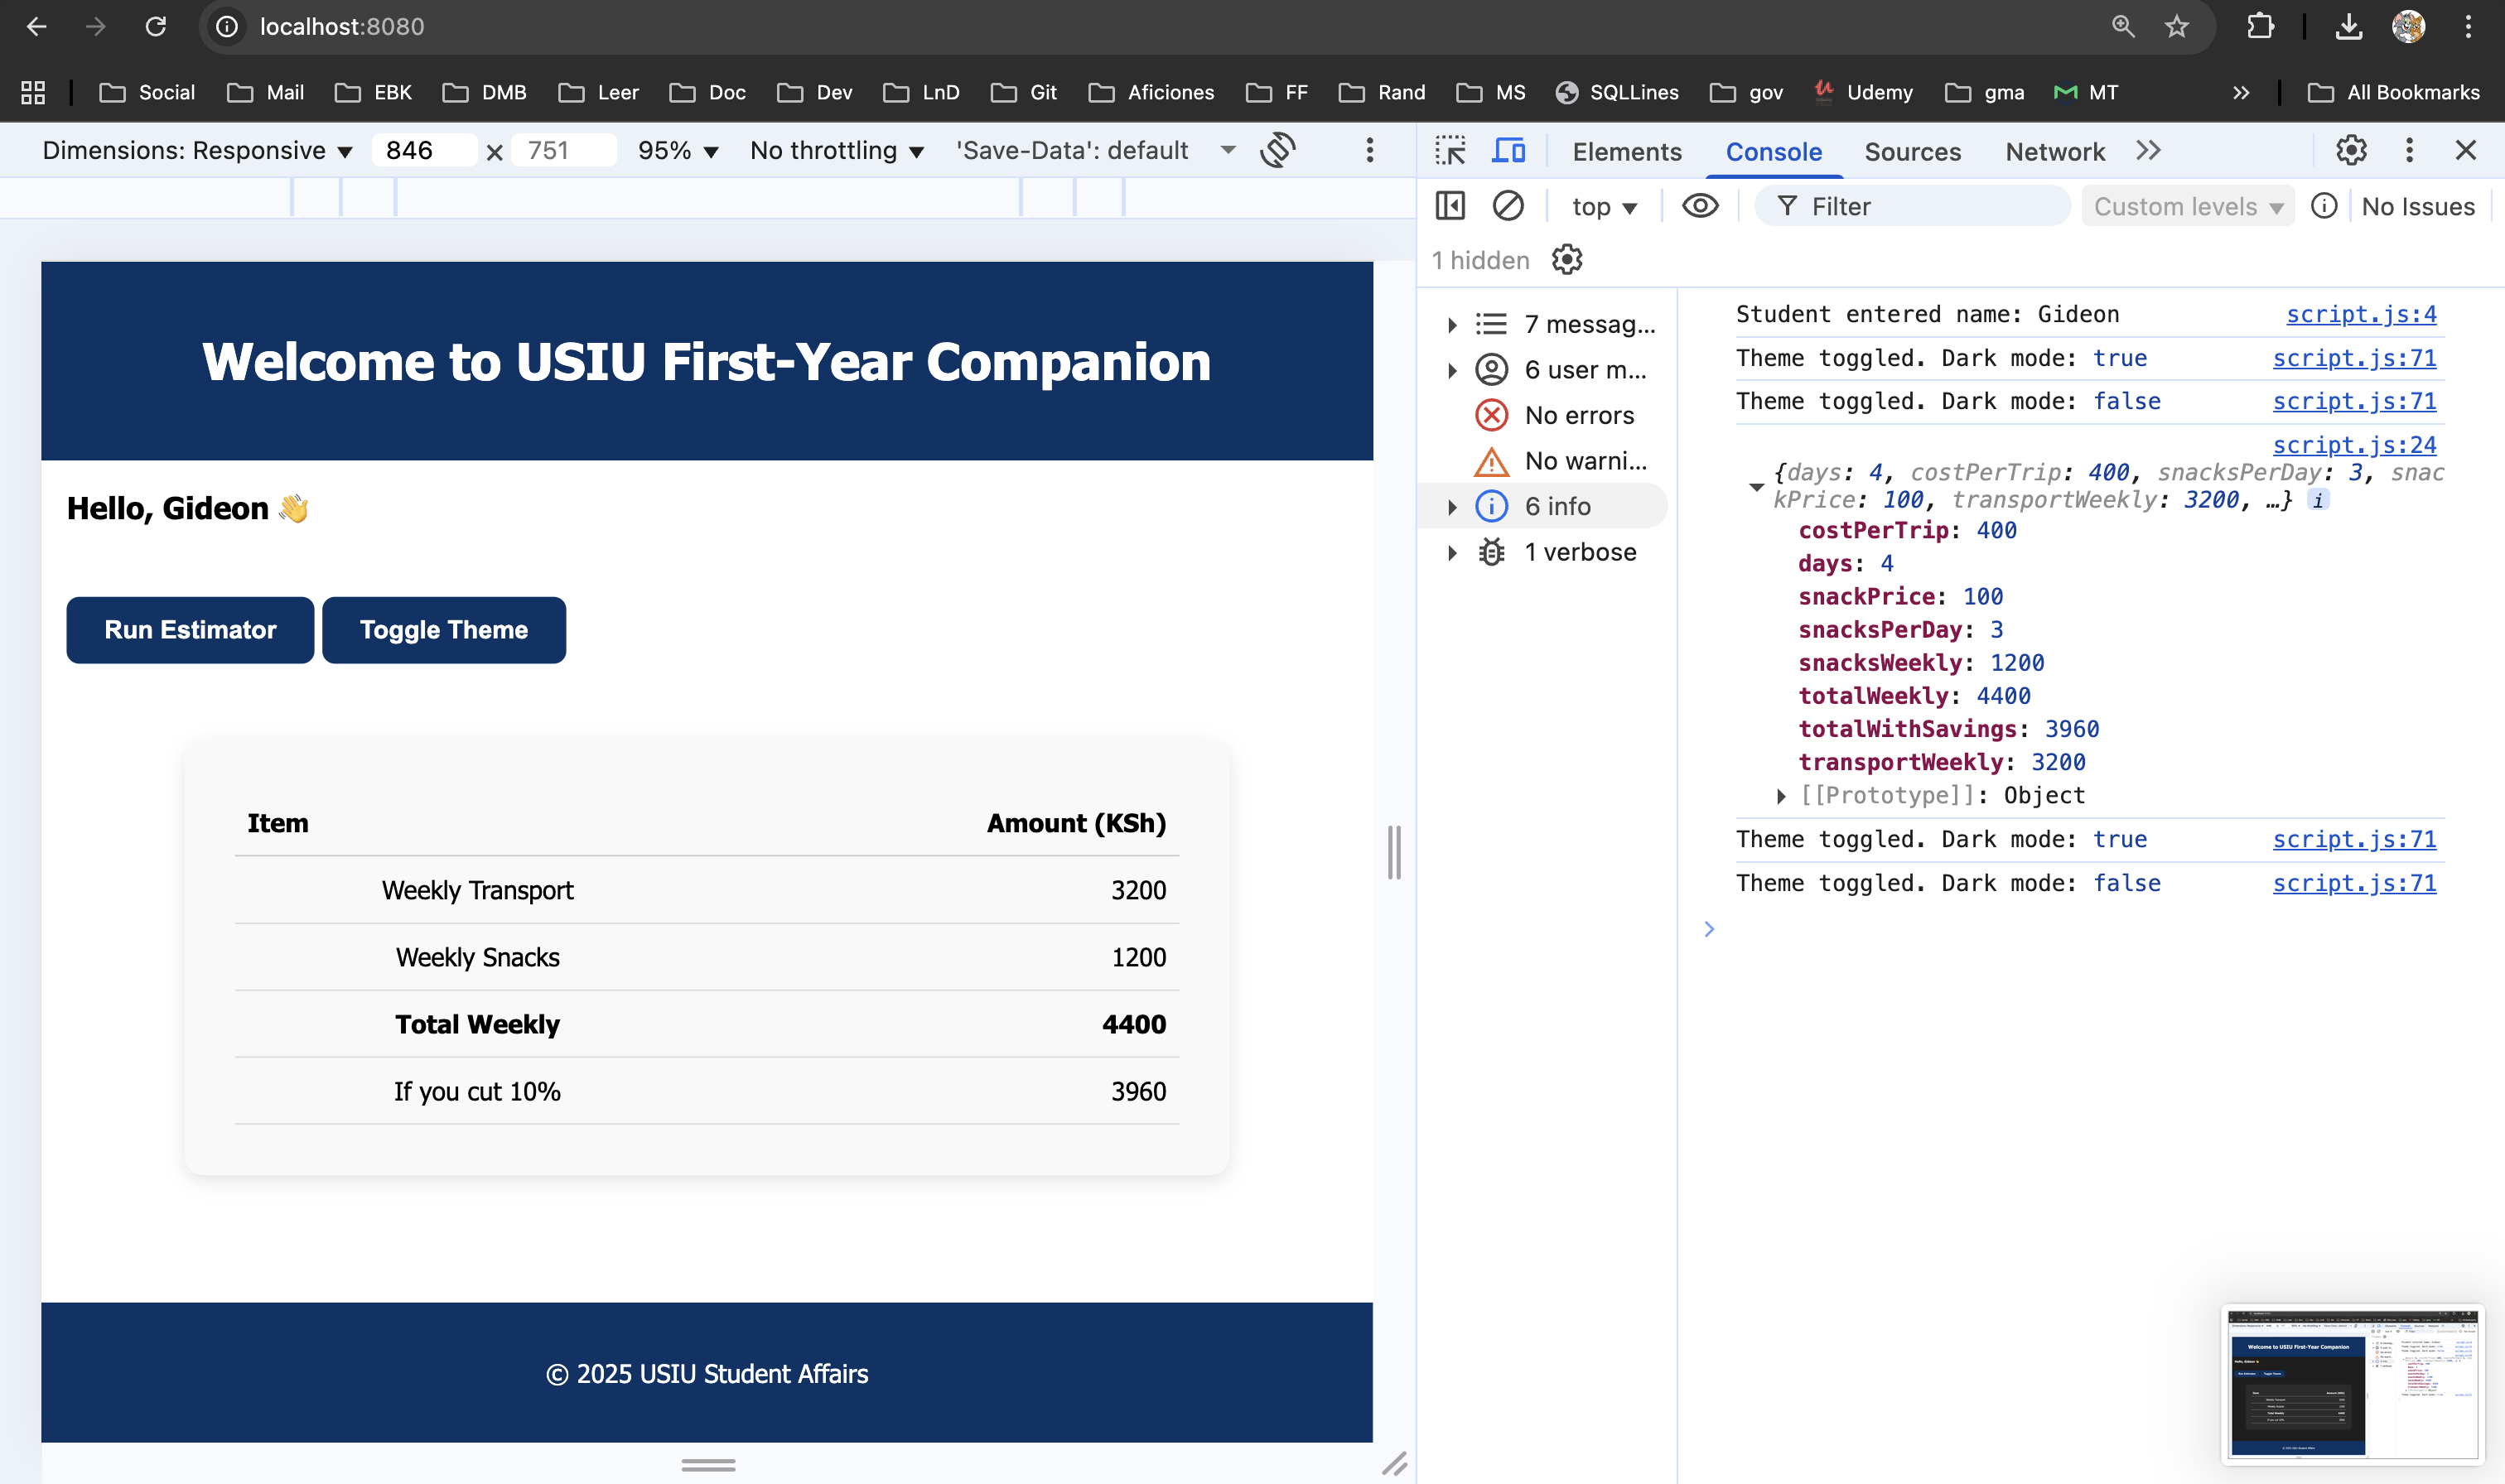 localhost:8080
Social Mail EBK DMB Leer Doc Dev LnD Git Aficiones FF Rand MS SQLLines gov Udemy gma MT » All Bookmarks
Dimensions: Responsive 846 × 751 95% No throttling 'Save-Data': default
Elements Console Sources Network
top Filter Custom levels No Issues
1 hidden
7 messag...
6 user m...
No errors
No warni...
6 info
1 verbose
Welcome to USIU First-Year Companion
Hello, Gideon 👋
Run Estimator Toggle Theme
Item Amount (KSh)
Weekly Transport 3200
Weekly Snacks 1200
Total Weekly 4400
If you cut 10% 3960
© 2025 USIU Student Affairs
Student entered name: Gideon script.js:4
Theme toggled. Dark mode: true script.js:71
Theme toggled. Dark mode: false script.js:71
script.js:24
{days: 4, costPerTrip: 400, snacksPerDay: 3, snac
kPrice: 100, transportWeekly: 3200, …} i
costPerTrip: 400
days: 4
snackPrice: 100
snacksPerDay: 3
snacksWeekly: 1200
totalWeekly: 4400
totalWithSavings: 3960
transportWeekly: 3200
[[Prototype]]: Object
Theme toggled. Dark mode: true script.js:71
Theme toggled. Dark mode: false script.js:71
Welcome to USIU First-Year Companion